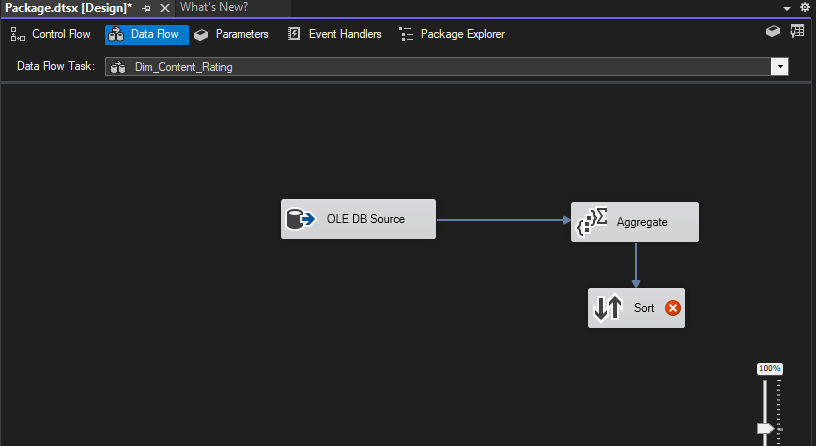 Package.dtsx [Design]* What's New?
Control Flow Data Flow Parameters Event Handlers Package Explorer
Data Flow Task: Dim_Content_Rating
OLE DB Source
Aggregate
Sort
100%